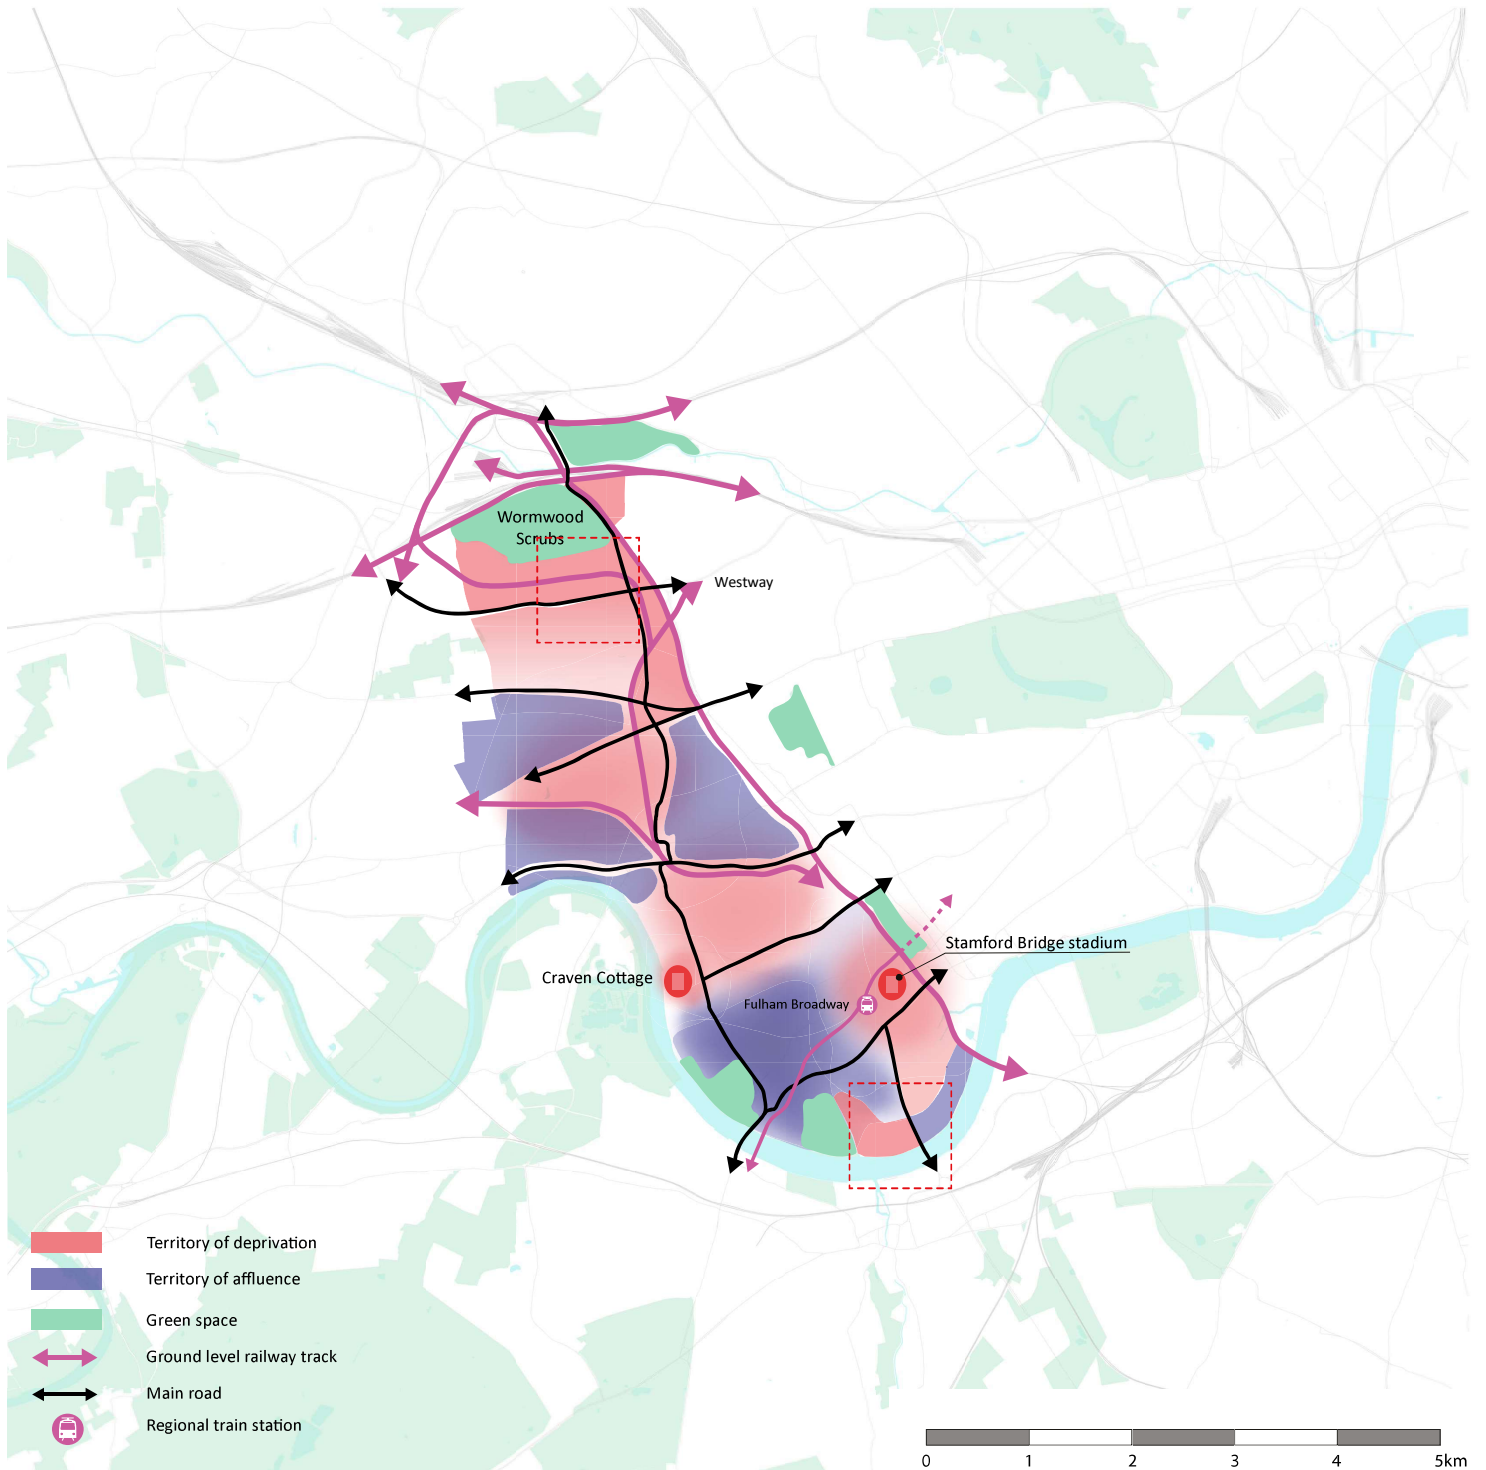 Wormwood
Scrubs
Westway
Stamford Bridge stadium
Craven Cottage
Fulham Broadway
Territory of deprivation
Territory of affluence
Green space
Ground level railway track
Main road
Regional train station
0 1 2 3 4 5km